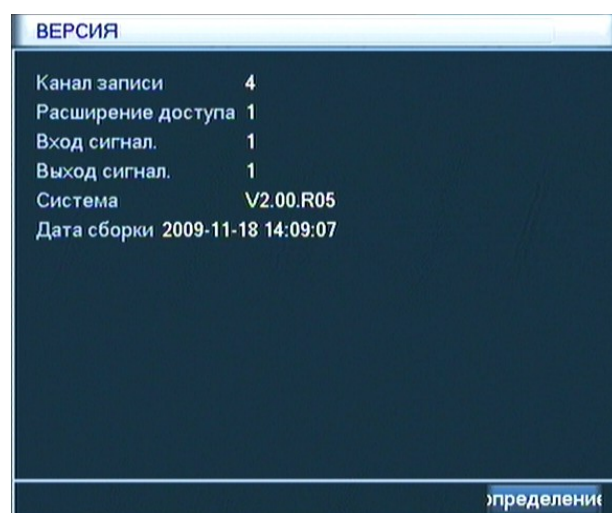 ВЕРСИЯ
Канал записи 4
Расширение доступа 1
Вход сигнал. 1
Выход сигнал. 1
Система V2.00.R05
Дата сборки 2009-11-18 14:09:07
определение